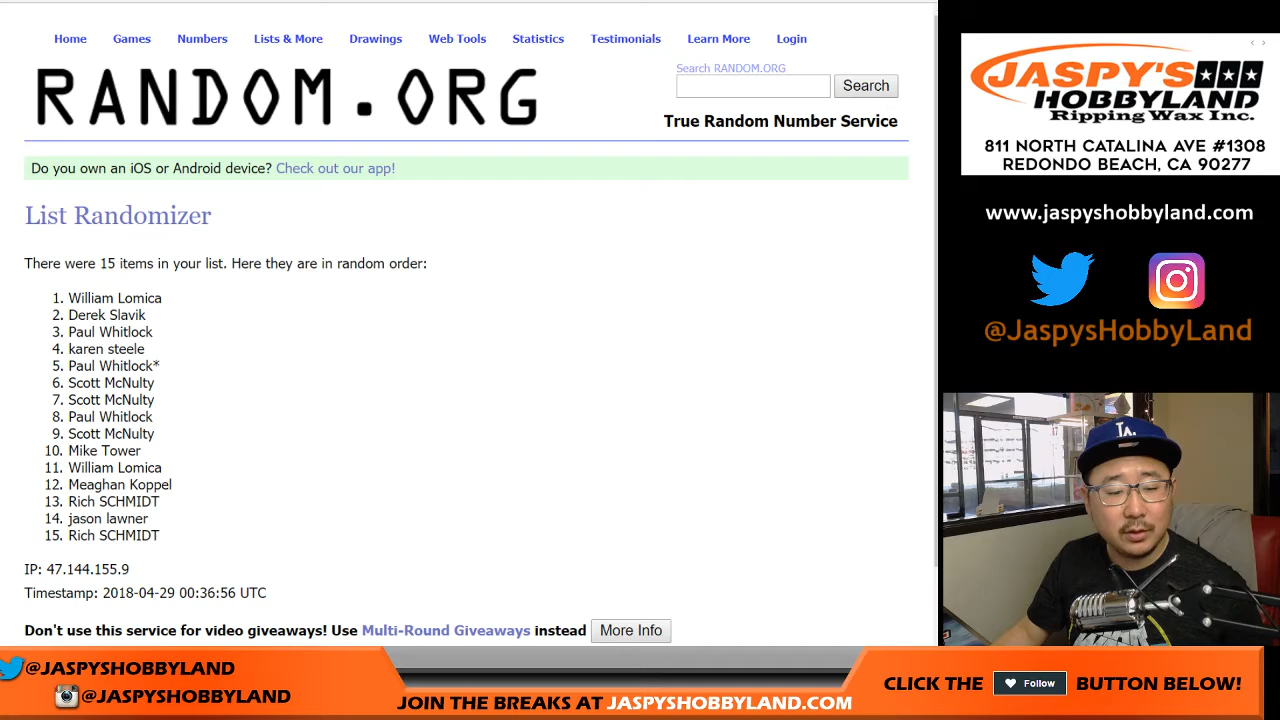 Home Games Numbers Lists & More Drawings Web Tools Statistics Testimonials Learn More Login
RANDOM.ORG
Search RANDOM.ORG
Search
True Random Number Service
Do you own an iOS or Android device? Check out our app!
List Randomizer
There were 15 items in your list. Here they are in random order:
1. William Lomica
2. Derek Slavik
3. Paul Whitlock
4. karen steele
5. Paul Whitlock*
6. Scott McNulty
7. Scott McNulty
8. Paul Whitlock
9. Scott McNulty
10. Mike Tower
11. William Lomica
12. Meaghan Koppel
13. Rich SCHMIDT
14. jason lawner
15. Rich SCHMIDT
IP: 47.144.155.9
Timestamp: 2018-04-29 00:36:56 UTC
Don't use this service for video giveaways! Use Multi-Round Giveaways instead More Info
JASPY'S
HOBBYLAND
Ripping Wax Inc.
811 NORTH CATALINA AVE #1308
REDONDO BEACH, CA 90277
www.jaspyshobbyland.com
@JaspysHobbyLand
LA
@JASPYSHOBBYLAND
@JASPYSHOBBYLAND
JOIN THE BREAKS AT JASPYSHOBBYLAND.COM
CLICK THE Follow BUTTON BELOW!